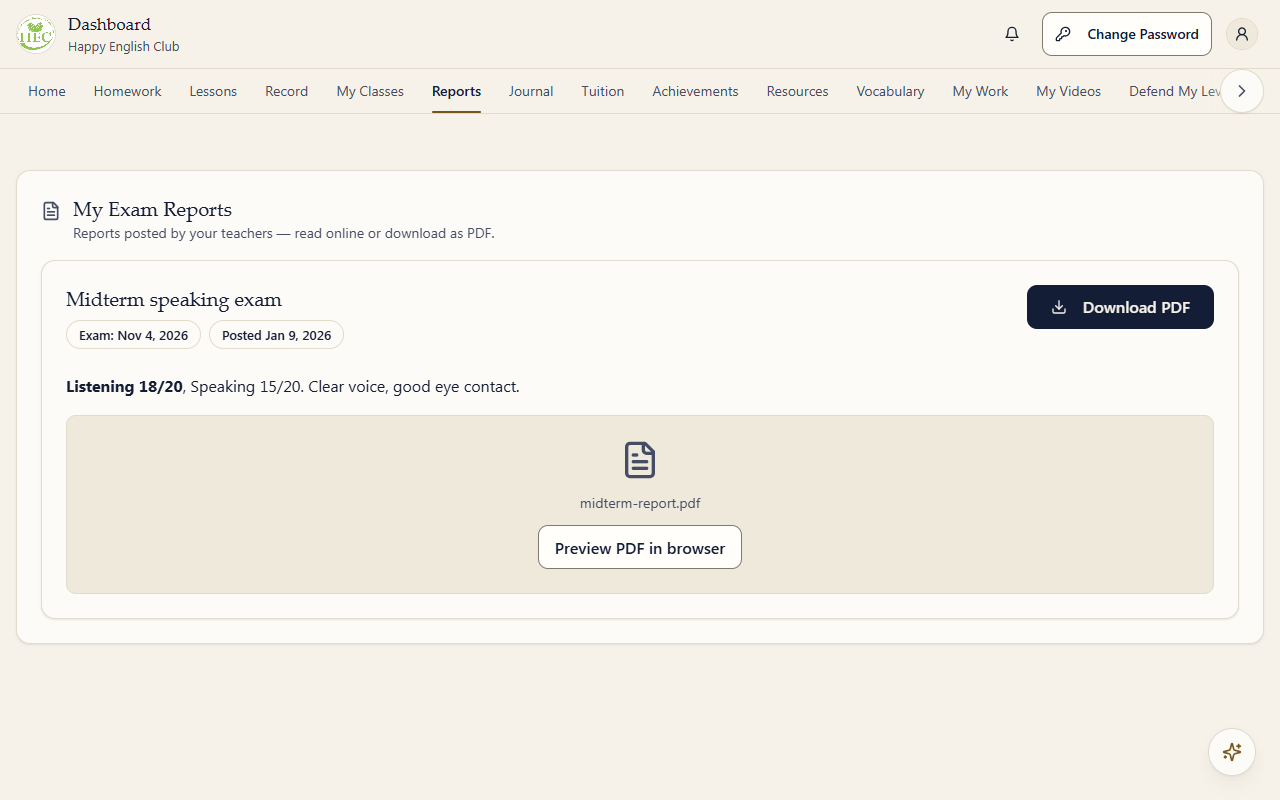 HEC
Dashboard
Happy English Club
Change Password
Home Homework Lessons Record My Classes Reports Journal Tuition Achievements Resources Vocabulary My Work My Videos Defend My Lev
My Exam Reports
Reports posted by your teachers — read online or download as PDF.
Midterm speaking exam
Download PDF
Exam: Nov 4, 2026 Posted Jan 9, 2026
Listening 18/20, Speaking 15/20. Clear voice, good eye contact.
midterm-report.pdf
Preview PDF in browser